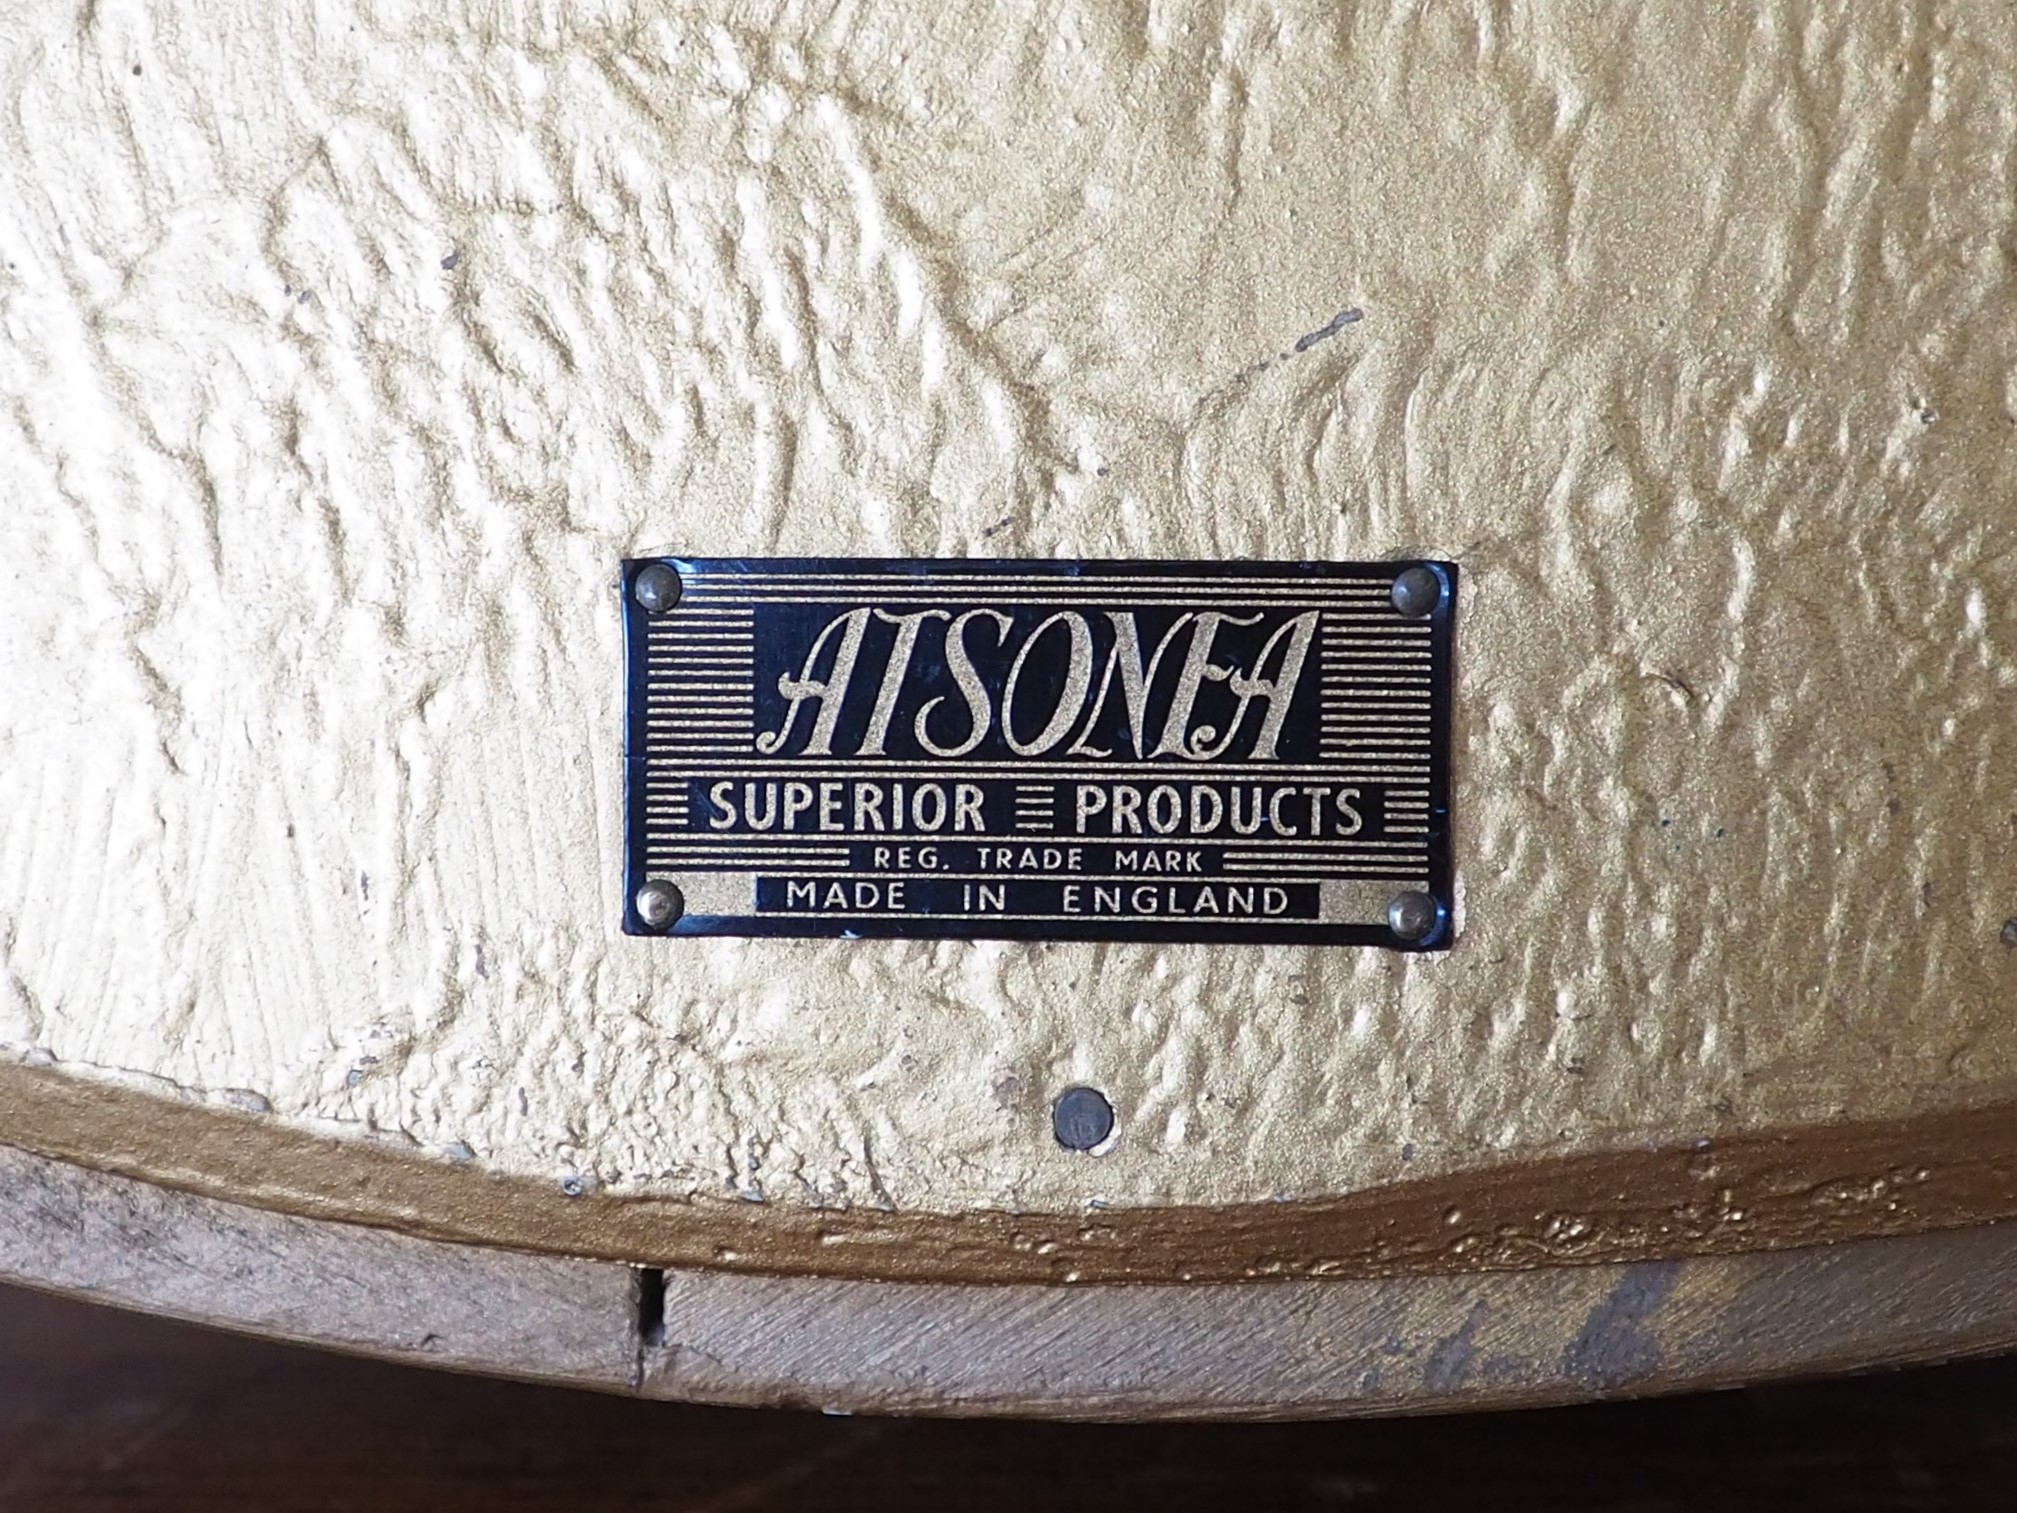 ATSONEA
SUPERIOR PRODUCTS
REG. TRADE MARK
MADE IN ENGLAND